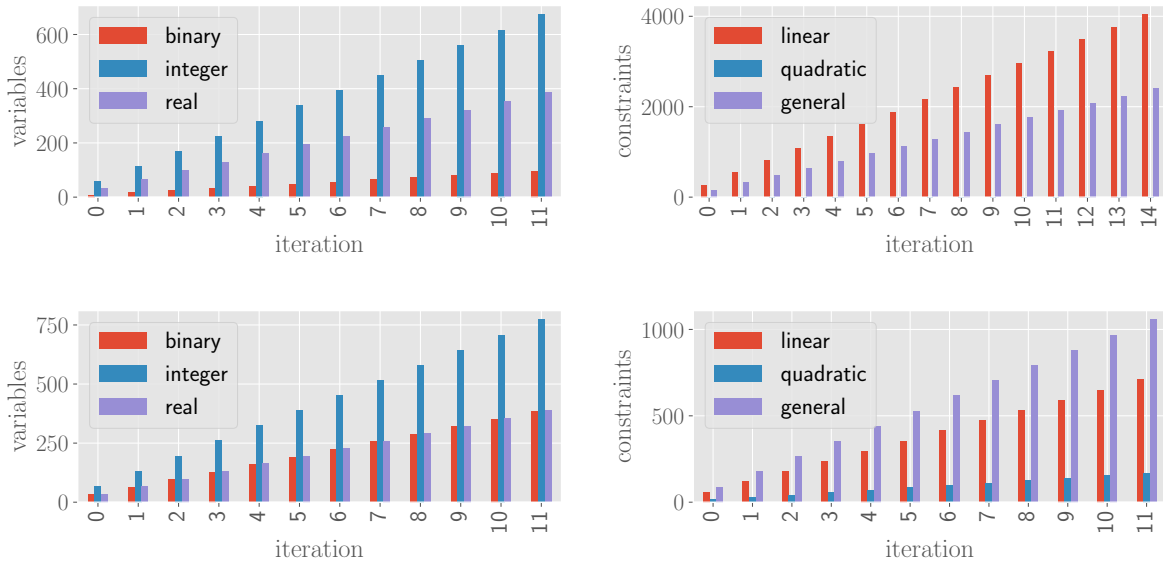 variables
600
400
200
0
binary
integer
real
0 1 2 3 4 5 6 7 8 9 10 11
iteration
constraints
4000
2000
0
linear
quadratic
general
0 1 2 3 4 5 6 7 8 9 10 11 12 13 14
iteration
variables
750
500
250
0
binary
integer
real
0 1 2 3 4 5 6 7 8 9 10 11
iteration
constraints
1000
500
0
linear
quadratic
general
0 1 2 3 4 5 6 7 8 9 10 11
iteration